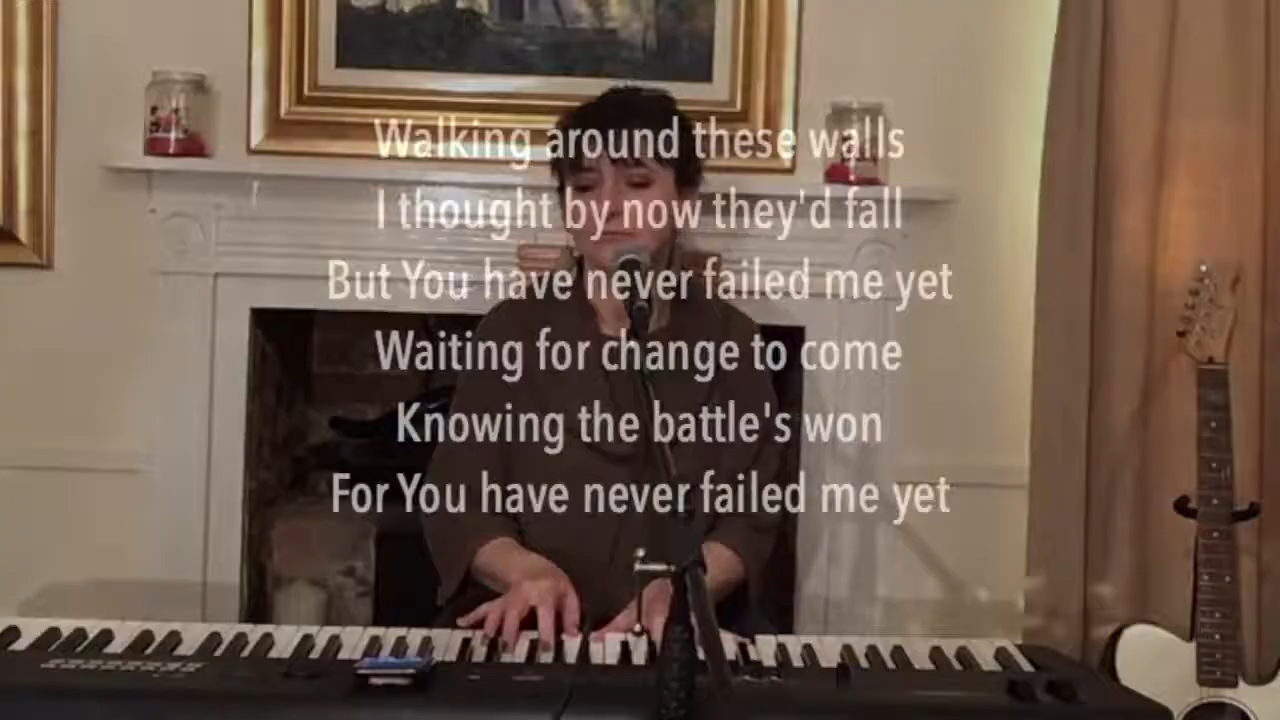 Walking around these walls
I thought by now they'd fall
But You have never failed me yet
Waiting for change to come
Knowing the battle's won
For You have never failed me yet